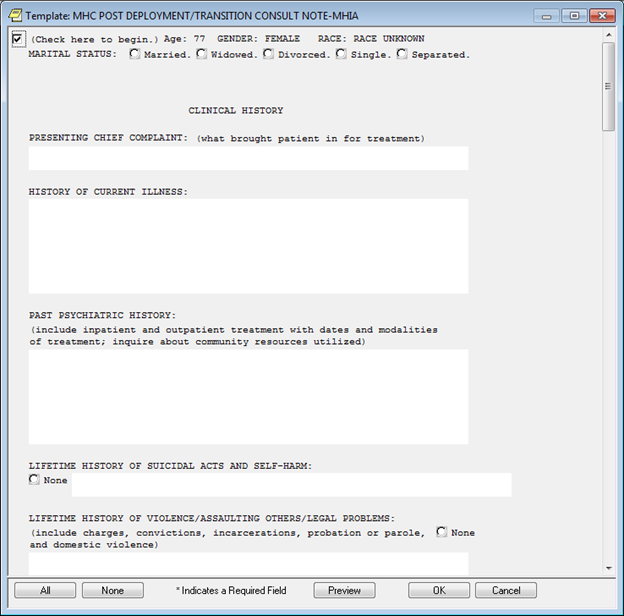 Template: MHC POST DEPLOYMENT/TRANSITION CONSULT NOTE-MHIA
(Check here to begin.) Age: 77 GENDER: FEMALE RACE: RACE UNKNOWN
MARITAL STATUS: Married. Widowed. Divorced. Single. Separated.
CLINICAL HISTORY
PRESENTING CHIEF COMPLAINT: (what brought patient in for treatment)
HISTORY OF CURRENT ILLNESS:
PAST PSYCHIATRIC HISTORY:
(include inpatient and outpatient treatment with dates and modalities
of treatment; inquire about community resources utilized)
LIFETIME HISTORY OF SUICIDAL ACTS AND SELF-HARM:
None
LIFETIME HISTORY OF VIOLENCE/ASSAULTING OTHERS/LEGAL PROBLEMS:
(include charges, convictions, incarcerations, probation or parole, None
and domestic violence)
All None * Indicates a Required Field Preview OK Cancel